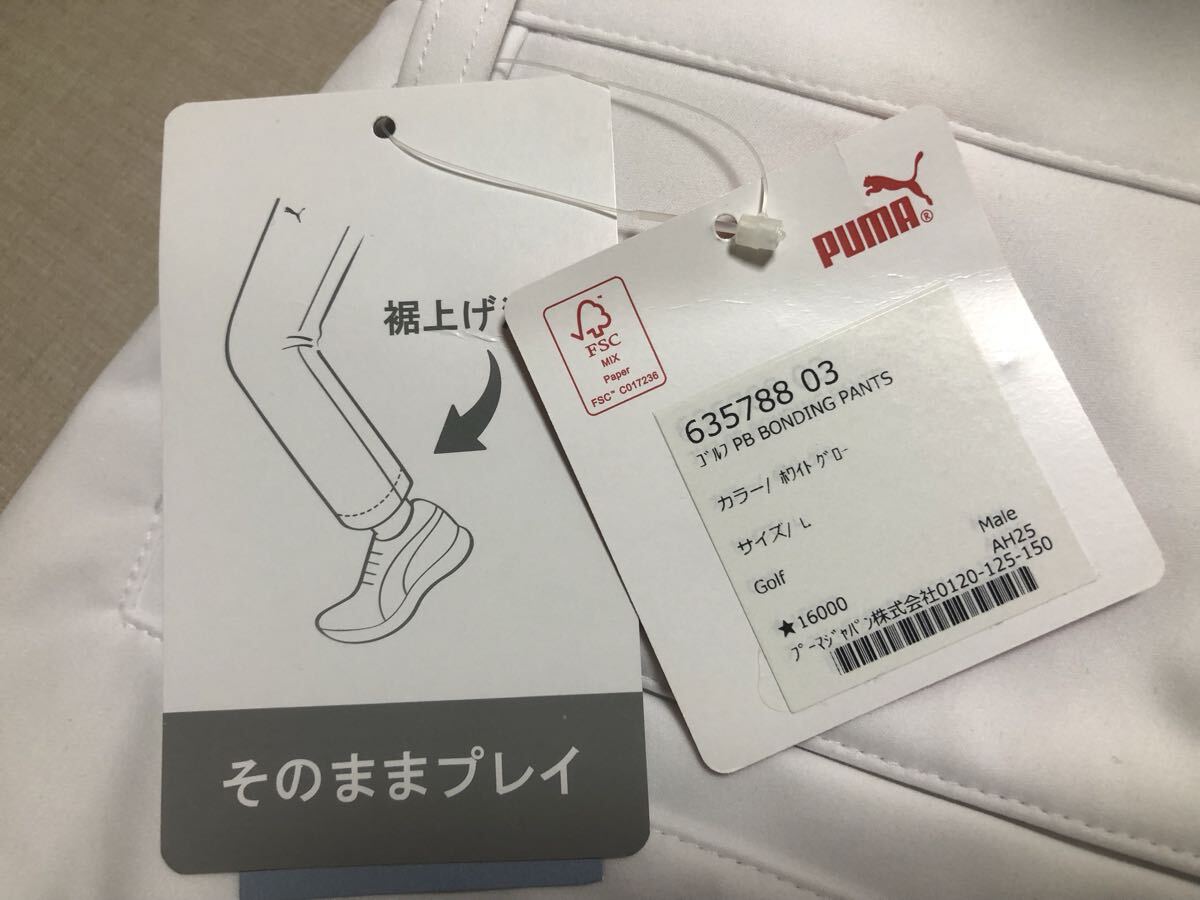 裾上げ
そのままプレイ
PUMA®
FSC
MIX
Paper
FSC™ C017236
635788 03
ｺﾞﾙﾌ PB BONDING PANTS
カラー/ ﾎﾜｲﾄ ｸﾞﾛｰ
サイズ/ L
Male
Golf AH25
★16000
ﾌﾟｰﾏｼﾞｬﾊﾟﾝ株式会社0120-125-150